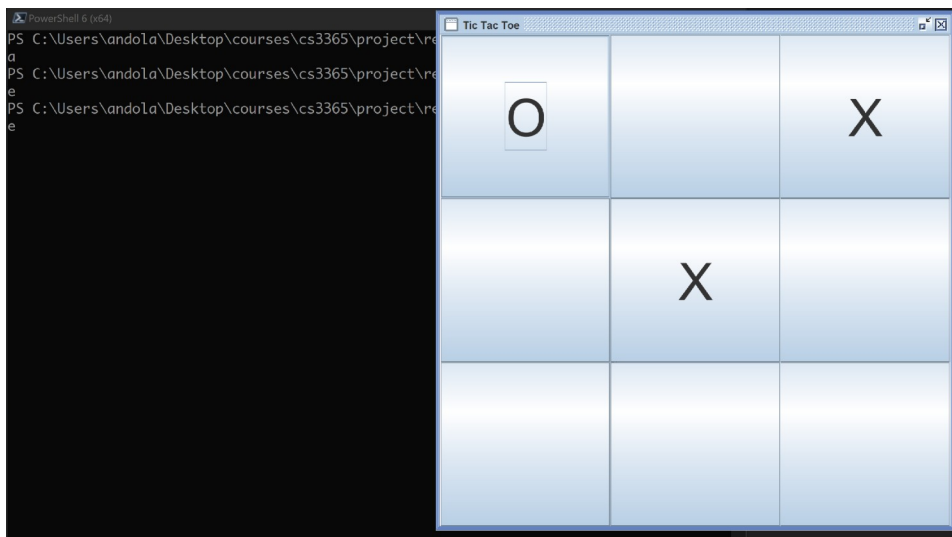 PowerShell 6 (x64)
PS C:\Users\andola\Desktop\courses\cs3365\project\re
a
PS C:\Users\andola\Desktop\courses\cs3365\project\re
e
PS C:\Users\andola\Desktop\courses\cs3365\project\re
e
Tic Tac Toe
O X
X